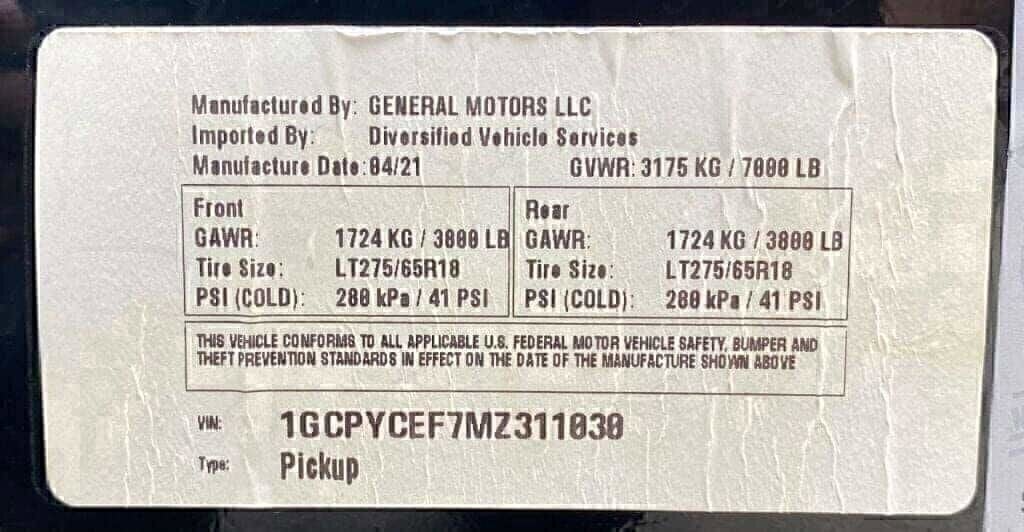 Manufactured By: GENERAL MOTORS LLC
Imported By: Diversified Vehicle Services
Manufacture Date: 04/21 GVWR: 3175 KG / 7000 LB
Front
GAWR: 1724 KG / 3800 LB
Tire Size: LT275/65R18
PSI (COLD): 280 kPa / 41 PSI
Rear
GAWR: 1724 KG / 3800 LB
Tire Size: LT275/65R18
PSI (COLD): 280 kPa / 41 PSI
THIS VEHICLE CONFORMS TO ALL APPLICABLE U.S. FEDERAL MOTOR VEHICLE SAFETY, BUMPER AND
THEFT PREVENTION STANDARDS IN EFFECT ON THE DATE OF THE MANUFACTURE SHOWN ABOVE
VIN: 1GCPYCEF7MZ311030
Type: Pickup